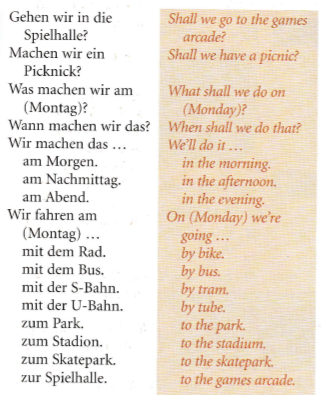 Gehen wir in die
Spielhalle?
Machen wir ein
Picknick?
Was machen wir am
(Montag)?
Wann machen wir das?
Wir machen das ...
am Morgen.
am Nachmittag.
am Abend.
Wir fahren am
(Montag) ...
mit dem Rad.
mit dem Bus.
mit der S-Bahn.
mit der U-Bahn.
zum Park.
zum Stadion.
zum Skatepark.
zur Spielhalle.
Shall we go to the games
arcade?
Shall we have a picnic?
What shall we do on
(Monday)?
When shall we do that?
We'll do it ...
in the morning.
in the afternoon.
in the evening.
On (Monday) we're
going ...
by bike.
by bus.
by tram.
by tube.
to the park.
to the stadium.
to the skatepark.
to the games arcade.